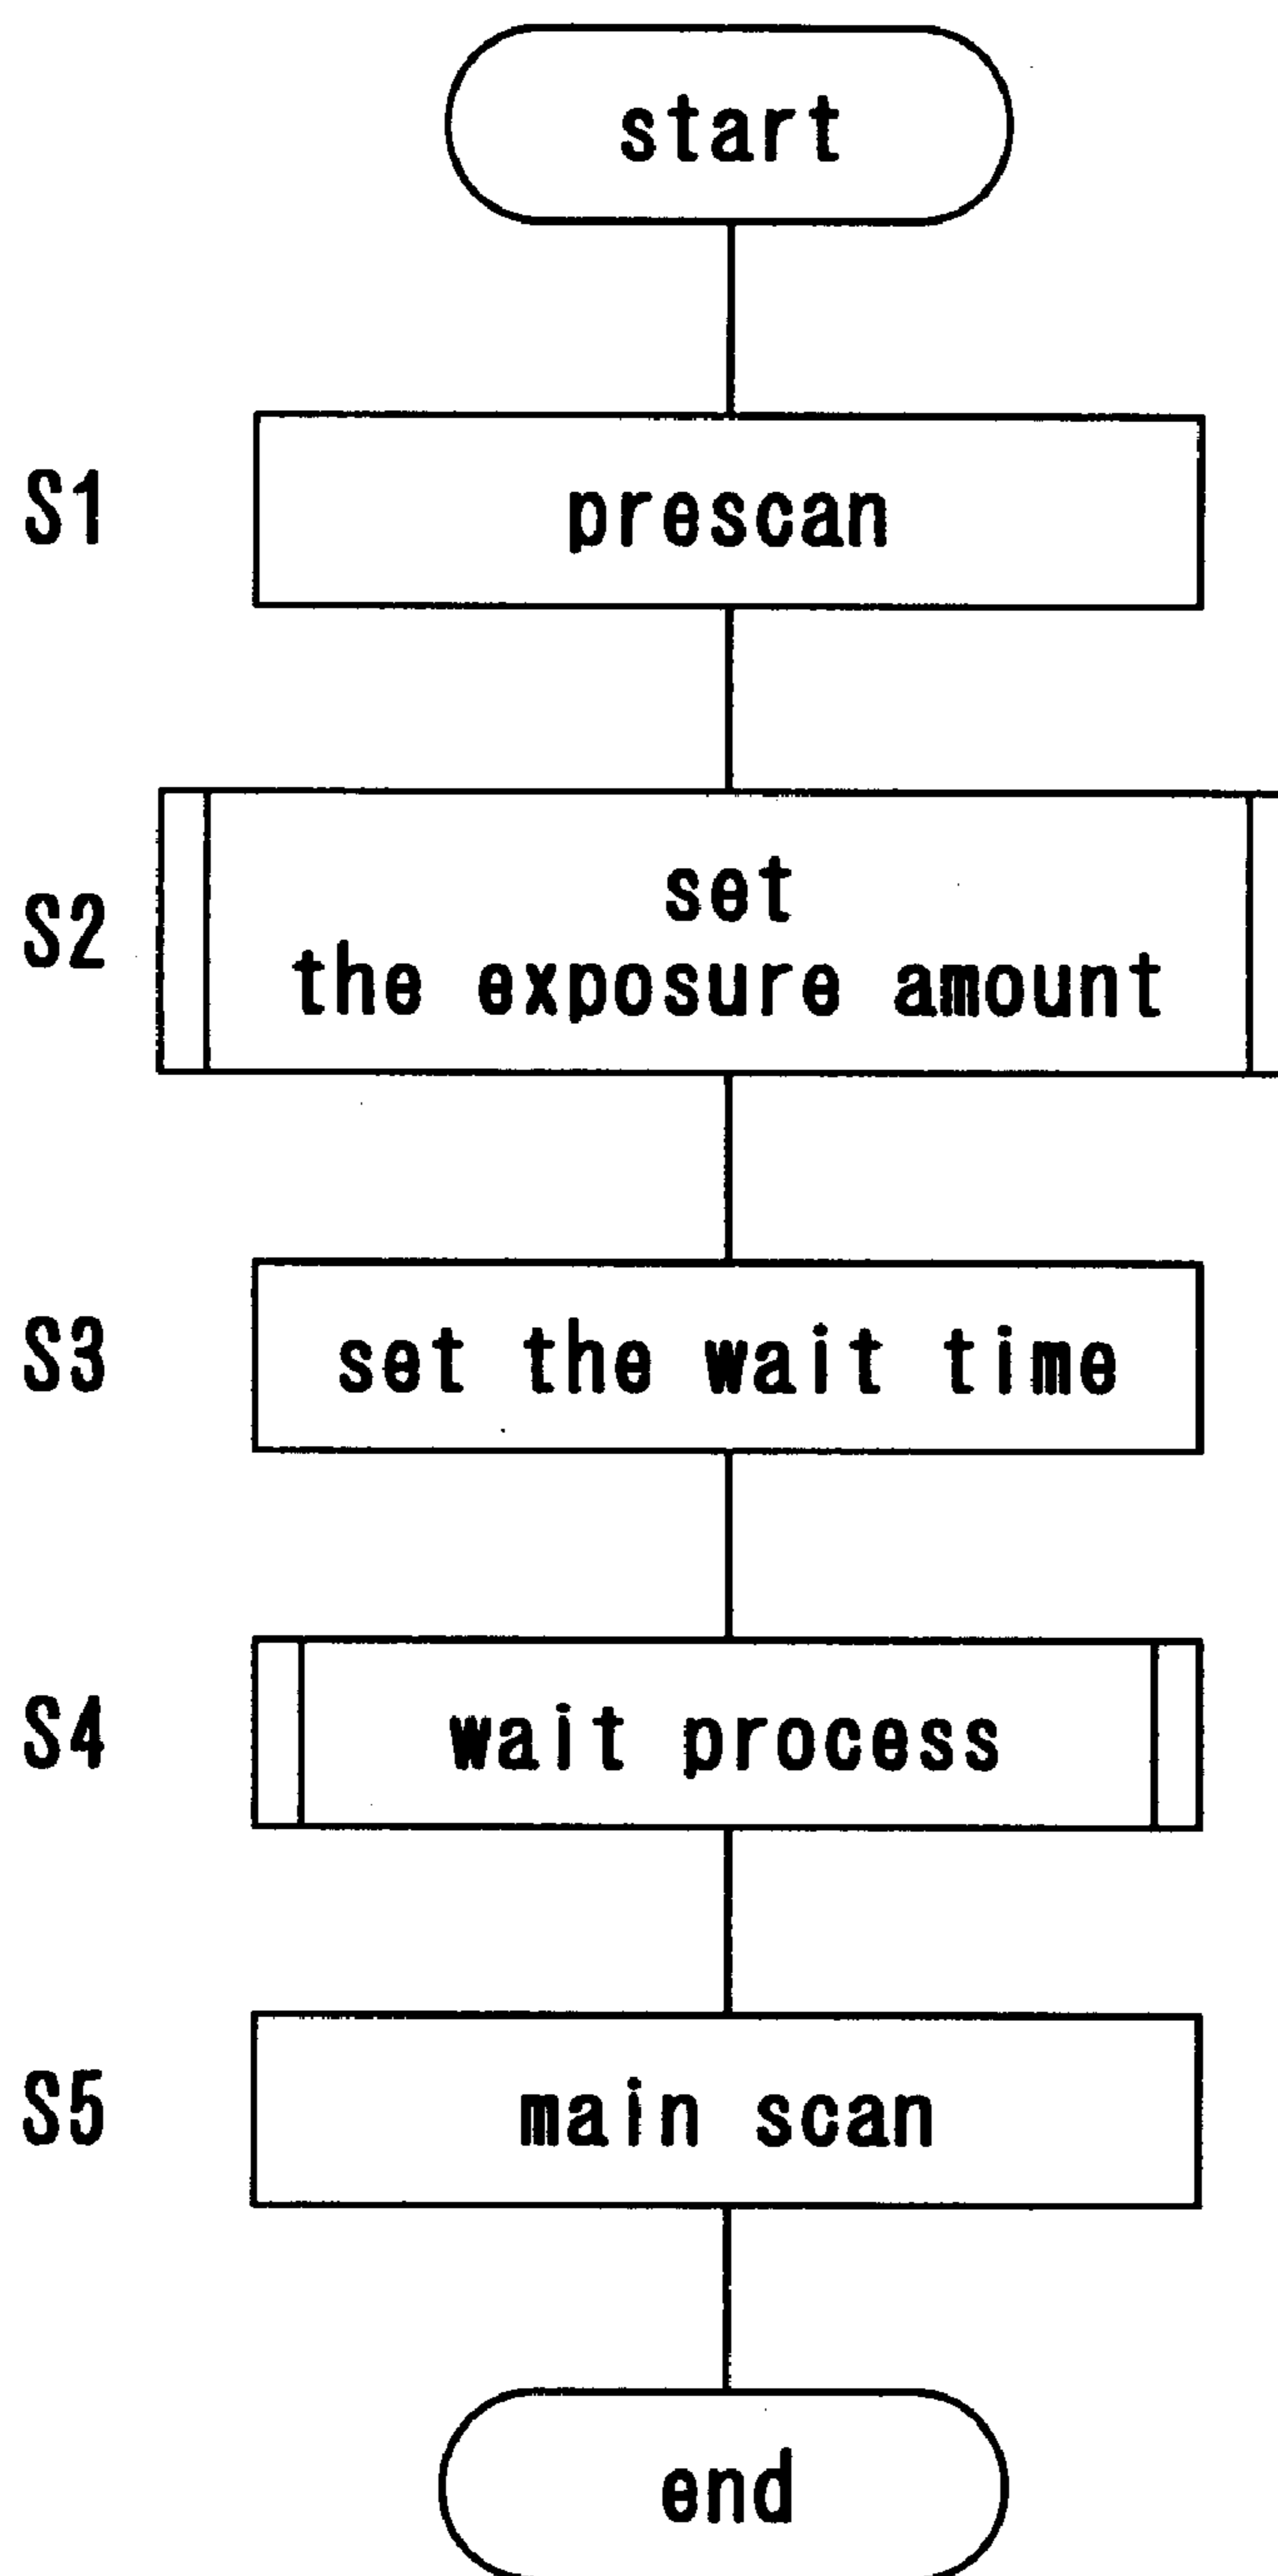 start
S1
prescan
S2
set
the exposure amount
S3
set the wait time
S4
wait process
S5
main scan
end